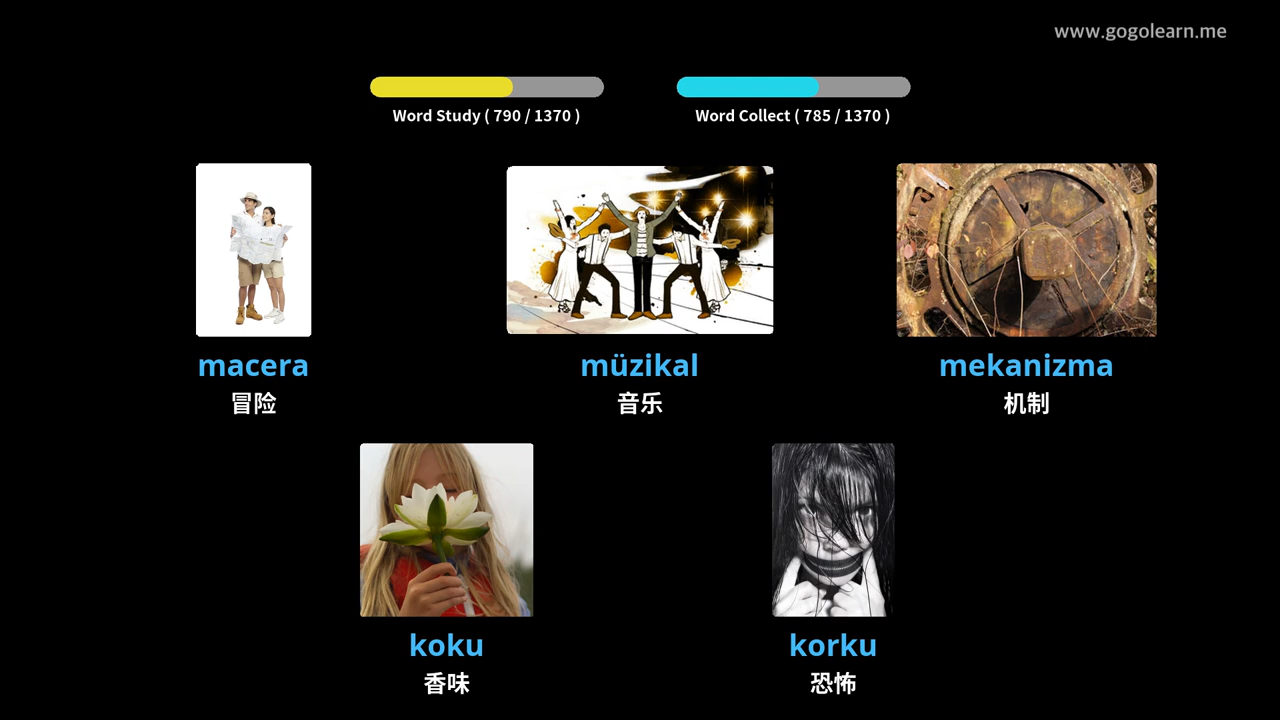 www.gogolearn.me
Word Study ( 790 / 1370 )
Word Collect ( 785 / 1370 )
macera
müzikal
mekanizma
冒险
音乐
机制
koku
korku
香味
恐怖